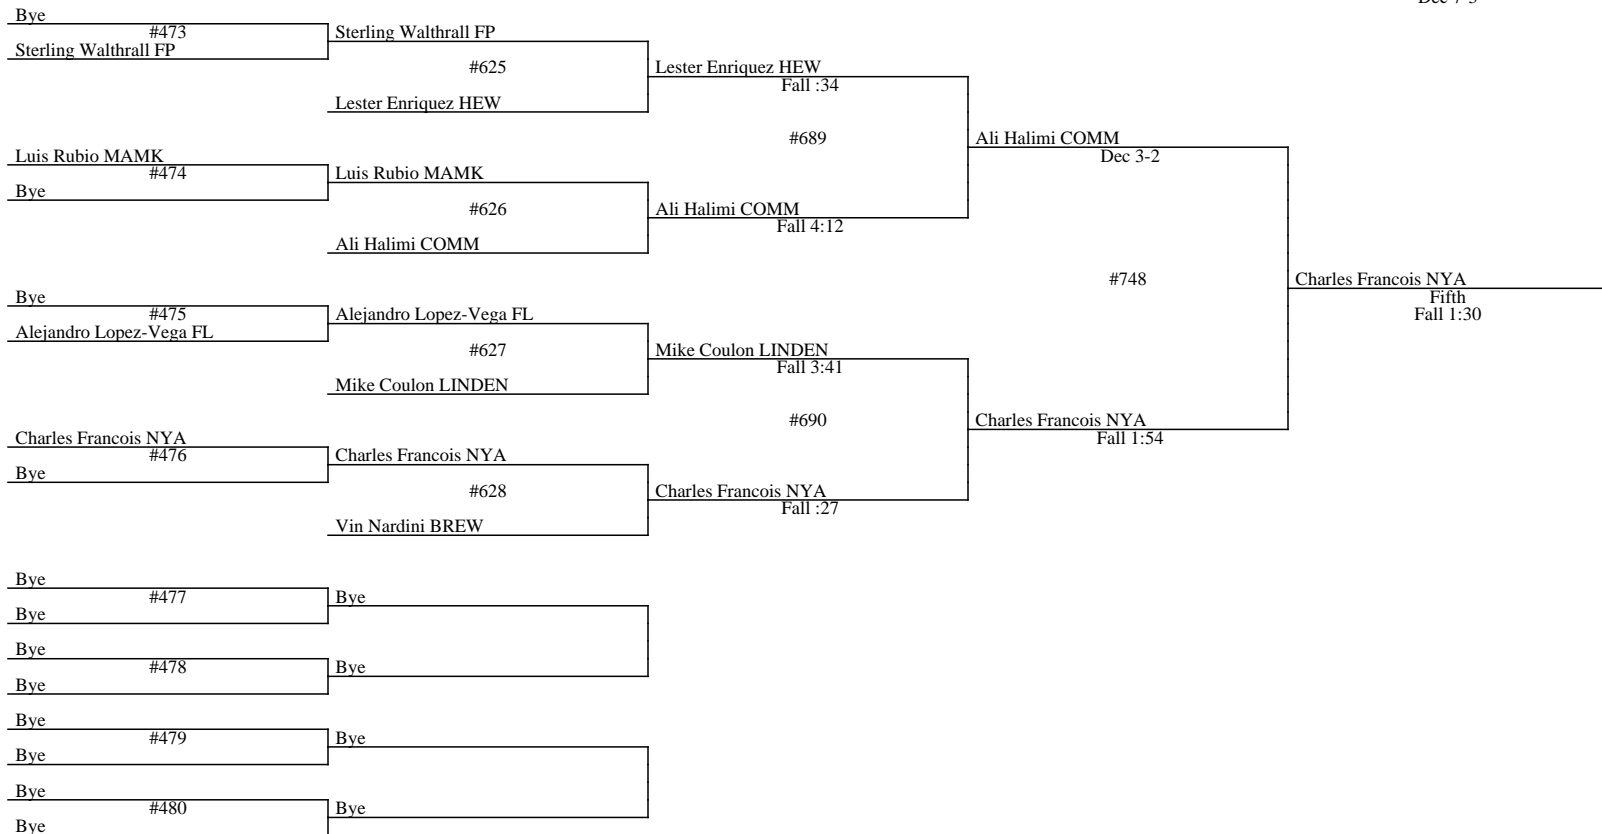 Dec 7-3
Bye
#473
Sterling Walthrall FP
Sterling Walthrall FP
#625
Lester Enriquez HEW
Lester Enriquez HEW
Fall :34
#689
Luis Rubio MAMK
#474
Bye
Luis Rubio MAMK
#626
Ali Halimi COMM
Ali Halimi COMM
Fall 4:12
Ali Halimi COMM
Dec 3-2
#748
Bye
#475
Alejandro Lopez-Vega FL
Alejandro Lopez-Vega FL
#627
Mike Coulon LINDEN
Mike Coulon LINDEN
Fall 3:41
#690
Charles Francois NYA
#476
Bye
Charles Francois NYA
#628
Vin Nardini BREW
Charles Francois NYA
Fall :27
Charles Francois NYA
Fall 1:54
Charles Francois NYA
Fifth
Fall 1:30
Bye
#477
Bye
Bye
Bye
#478
Bye
Bye
Bye
#479
Bye
Bye
Bye
#480
Bye
Bye